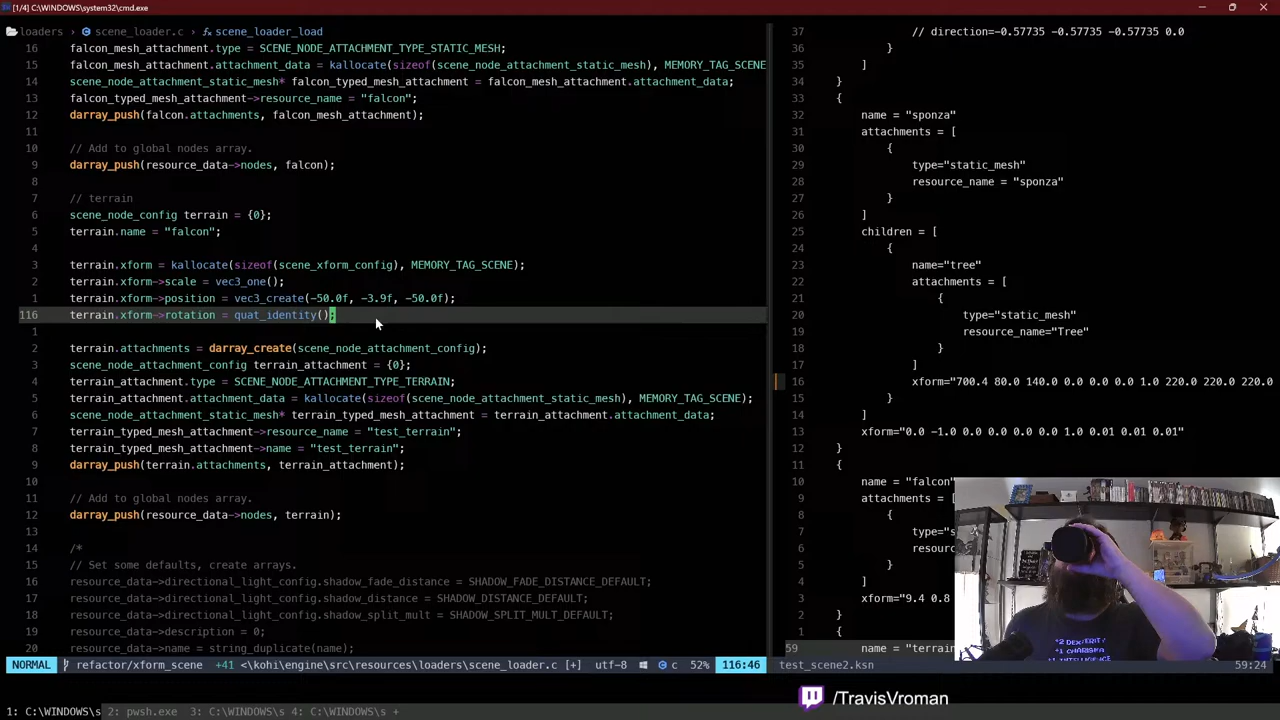 [1/4] C:\WINDOWS\system32\cmd.exe
loaders > scene_loader.c > scene_loader_load
16 falcon_mesh_attachment.type = SCENE_NODE_ATTACHMENT_TYPE_STATIC_MESH;
15 falcon_mesh_attachment.attachment_data = kallocate(sizeof(scene_node_attachment_static_mesh), MEMORY_TAG_SCENE
14 scene_node_attachment_static_mesh* falcon_typed_mesh_attachment = falcon_mesh_attachment.attachment_data;
13 falcon_typed_mesh_attachment->resource_name = "falcon";
12 darray_push(falcon.attachments, falcon_mesh_attachment);
11
10 // Add to global nodes array.
9 darray_push(resource_data->nodes, falcon);
8
7 // terrain
6 scene_node_config terrain = {0};
5 terrain.name = "falcon";
4
3 terrain.xform = kallocate(sizeof(scene_xform_config), MEMORY_TAG_SCENE);
2 terrain.xform->scale = vec3_one();
1 terrain.xform->position = vec3_create(-50.0f, -3.9f, -50.0f);
116 terrain.xform->rotation = quat_identity();
1
2 terrain.attachments = darray_create(scene_node_attachment_config);
3 scene_node_attachment_config terrain_attachment = {0};
4 terrain_attachment.type = SCENE_NODE_ATTACHMENT_TYPE_TERRAIN;
5 terrain_attachment.attachment_data = kallocate(sizeof(scene_node_attachment_static_mesh), MEMORY_TAG_SCENE);
6 scene_node_attachment_static_mesh* terrain_typed_mesh_attachment = terrain_attachment.attachment_data;
7 terrain_typed_mesh_attachment->resource_name = "test_terrain";
8 terrain_typed_mesh_attachment->name = "test_terrain";
9 darray_push(terrain.attachments, terrain_attachment);
10
11 // Add to global nodes array.
12 darray_push(resource_data->nodes, terrain);
13
14 /*
15 // Set some defaults, create arrays.
16 resource_data->directional_light_config.shadow_fade_distance = SHADOW_FADE_DISTANCE_DEFAULT;
17 resource_data->directional_light_config.shadow_distance = SHADOW_DISTANCE_DEFAULT;
18 resource_data->directional_light_config.shadow_split_mult = SHADOW_SPLIT_MULT_DEFAULT;
19 resource_data->description = 0;
20 resource_data->name = string_duplicate(name);
NORMAL refactor/xform_scene +41 <\kohi\engine\src\resources\loaders\scene_loader.c [+] utf-8 c 52% 116:46
37 // direction=-0.57735 -0.57735 -0.57735 0.0
36 }
35 ]
34 }
33 {
32 name = "sponza"
31 attachments = [
30 {
29 type="static_mesh"
28 resource_name = "sponza"
27 }
26 ]
25 children = [
24 {
23 name="tree"
22 attachments = [
21 {
20 type="static_mesh"
19 resource_name="Tree"
18 }
17 ]
16 xform="700.4 80.0 140.0 0.0 0.0 0.0 1.0 220.0 220.0 220.0
15 }
14 ]
13 xform="0.0 -1.0 0.0 0.0 0.0 0.0 1.0 0.01 0.01 0.01"
12 }
11 {
10 name = "falcon"
9 attachments = [
8 {
7 type="s
6 resou
5 }
4 ]
3 xform="9.4 0.8
2 }
1 {
59 name = "terrain
test_scene2.ksn 59:24
+2 DEXTERITY
+1 CHARISMA
+1 INTELLIGENCE
/TravisVroman
1: C:\WINDOWS\s 2: pwsh.exe 3: C:\WINDOWS\s 4: C:\WINDOWS\s +